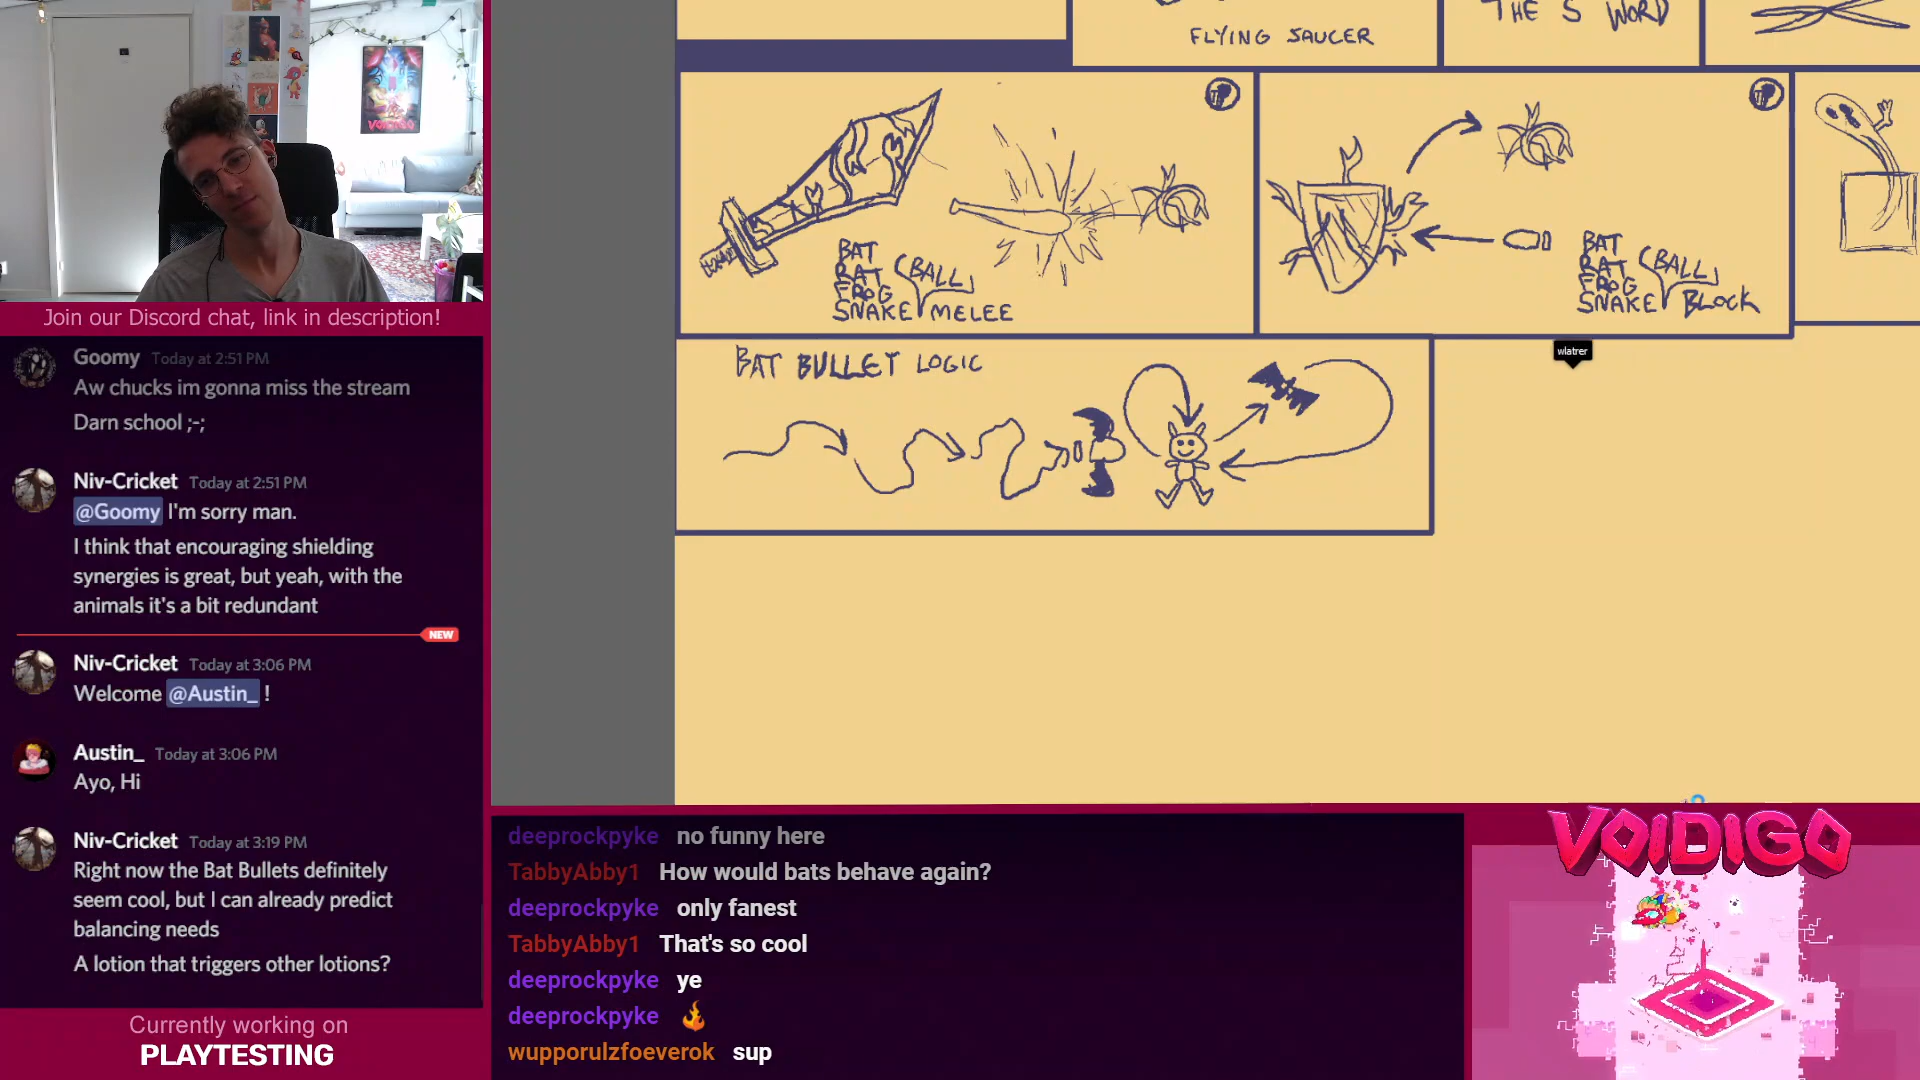 VOIDIGO
Join our Discord chat, link in description!
Goomy Today at 2:51 PM
Aw chucks im gonna miss the stream
Darn school ;-;
Niv-Cricket Today at 2:51 PM
@Goomy I'm sorry man.
I think that encouraging shielding
synergies is great, but yeah, with the
animals it's a bit redundant
NEW
Niv-Cricket Today at 3:06 PM
Welcome @Austin_ !
Austin_ Today at 3:06 PM
Ayo, Hi
Niv-Cricket Today at 3:19 PM
Right now the Bat Bullets definitely
seem cool, but I can already predict
balancing needs
A lotion that triggers other lotions?
Currently working on
PLAYTESTING
FLYING SAUCER
THE S WORD
BAT
RAT
FROG
SNAKE
(BALL)
MELEE
BAT
RAT
FROG
SNAKE
(BALL)
BLOCK
wlatrer
BAT BULLET LOGIC
deeprockpyke no funny here
TabbyAbby1 How would bats behave again?
deeprockpyke only fanest
TabbyAbby1 That's so cool
deeprockpyke ye
deeprockpyke 🔥
wupporulzfoeverok sup
VOIDIGO